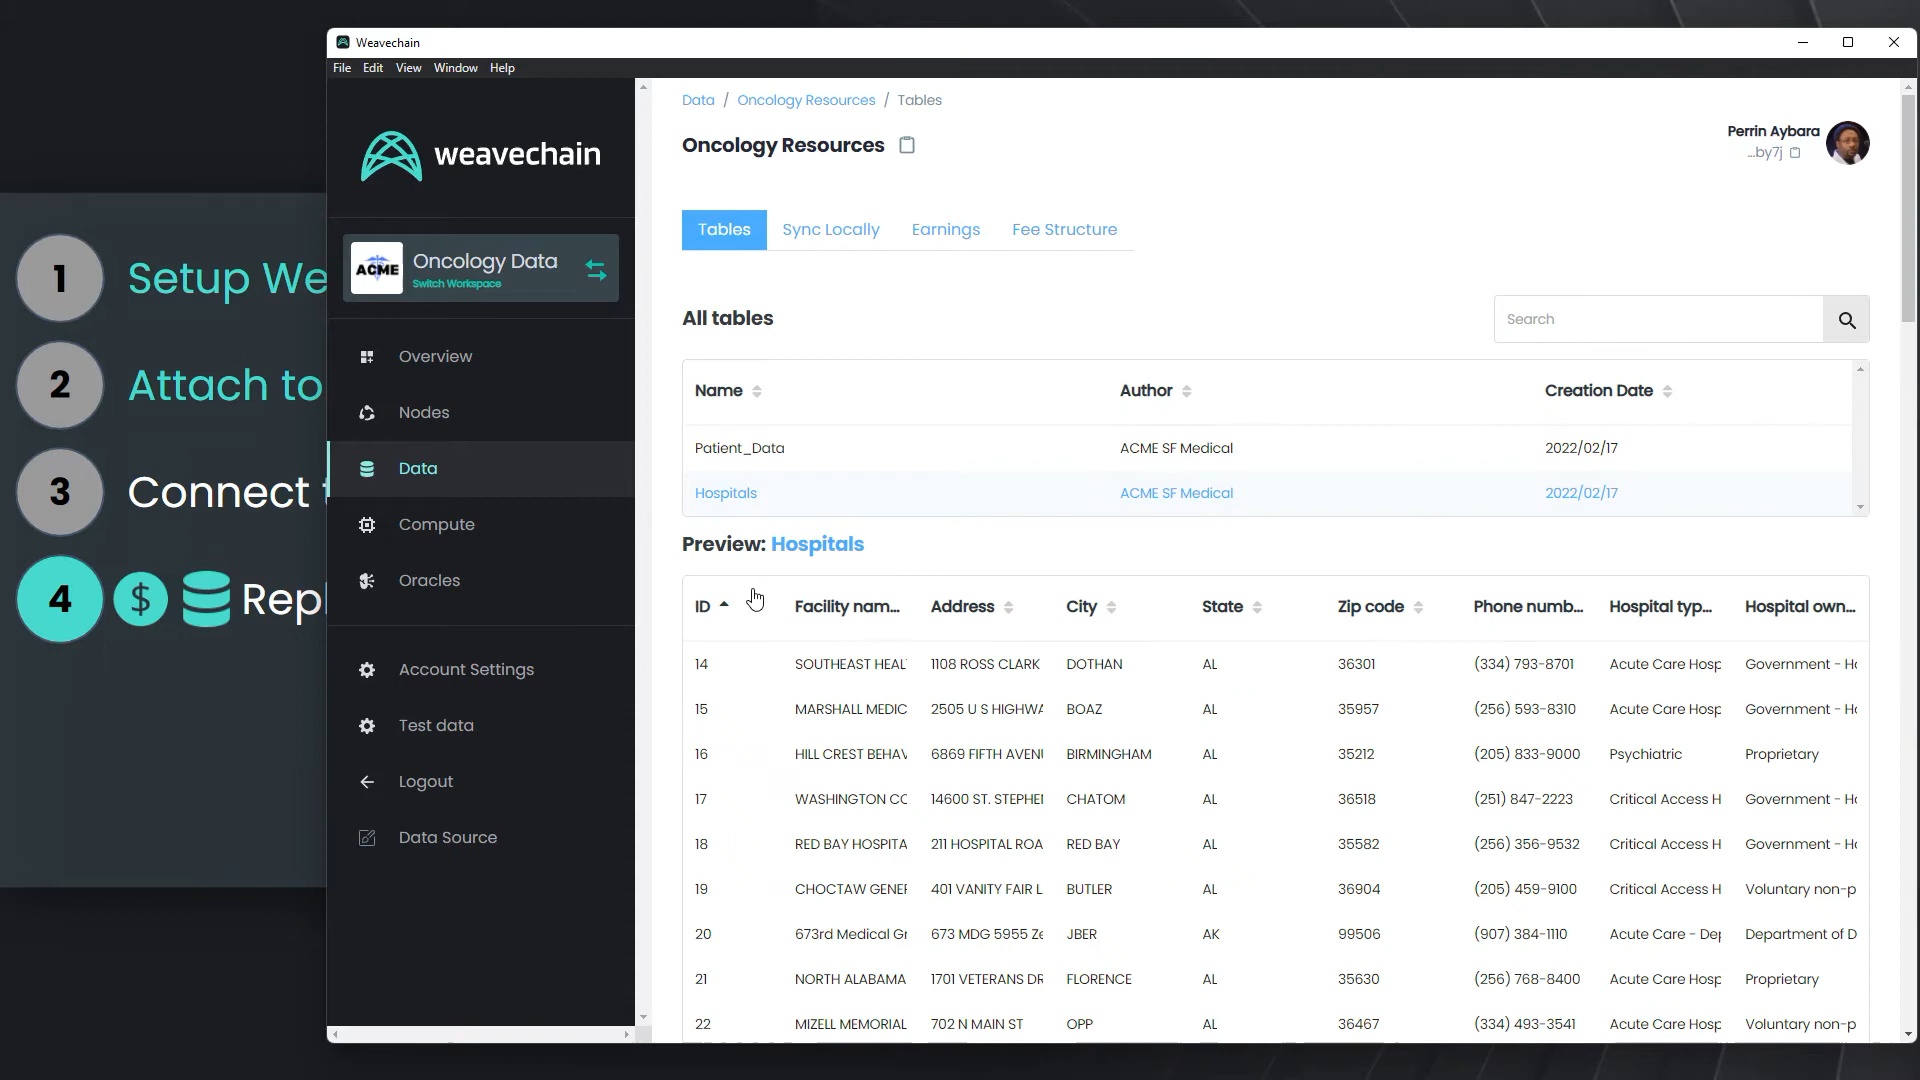 1 Setup We
2 Attach to
3 Connect
4 $ Repl
Weavechain
File Edit View Window Help
weavechain
ACME
Oncology Data
Switch Workspace
Overview
Nodes
Data
Compute
Oracles
Account Settings
Test data
Logout
Data Source
Data / Oncology Resources / Tables
Oncology Resources
Perrin Aybara
...by7j
Tables Sync Locally Earnings Fee Structure
All tables
Search
Name Author Creation Date
Patient_Data ACME SF Medical 2022/02/17
Hospitals ACME SF Medical 2022/02/17
Preview: Hospitals
ID Facility nam... Address City State Zip code Phone numb... Hospital typ... Hospital own...
14 SOUTHEAST HEAL 1108 ROSS CLARK DOTHAN AL 36301 (334) 793-8701 Acute Care Hosp Government - Ho
15 MARSHALL MEDIC 2505 U S HIGHWA BOAZ AL 35957 (256) 593-8310 Acute Care Hosp Government - Ho
16 HILL CREST BEHAV 6869 FIFTH AVENU BIRMINGHAM AL 35212 (205) 833-9000 Psychiatric Proprietary
17 WASHINGTON CO 14600 ST. STEPHEN CHATOM AL 36518 (251) 847-2223 Critical Access H Government - Ho
18 RED BAY HOSPITA 211 HOSPITAL ROA RED BAY AL 35582 (256) 356-9532 Critical Access H Government - Ho
19 CHOCTAW GENER 401 VANITY FAIR L BUTLER AL 36904 (205) 459-9100 Critical Access H Voluntary non-p
20 673rd Medical Gr 673 MDG 5955 Ze JBER AK 99506 (907) 384-1110 Acute Care - Dep Department of D
21 NORTH ALABAMA 1701 VETERANS DR FLORENCE AL 35630 (256) 768-8400 Acute Care Hosp Proprietary
22 MIZELL MEMORIAL 702 N MAIN ST OPP AL 36467 (334) 493-3541 Acute Care Hosp Voluntary non-p